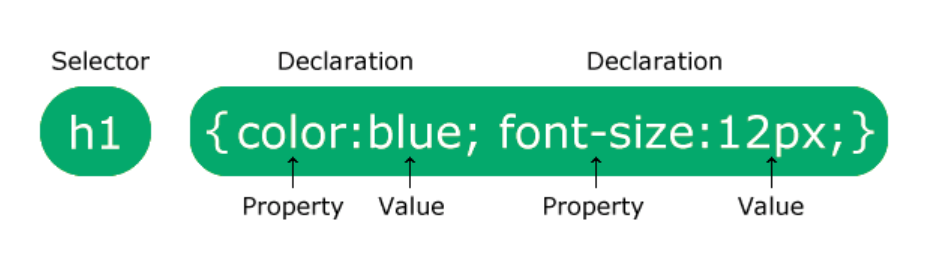 Selector Declaration Declaration
h1 {color:blue; font-size:12px;}
Property Value Property Value